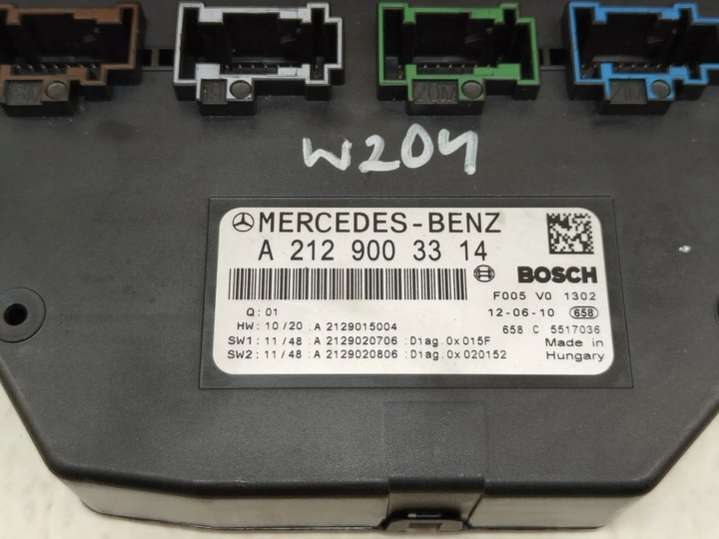 W204
MERCEDES-BENZ
A 212 900 33 14
BOSCH
F005 V0 1302
Q: 01
12-06-10 658
HW: 10/20 :A 2129015004
658 C 5517036
SW1: 11/48 :A 2129020706 :Diag.0x015F
Made in
SW2: 11/48 :A 2129020806 :Diag.0x020152
Hungary